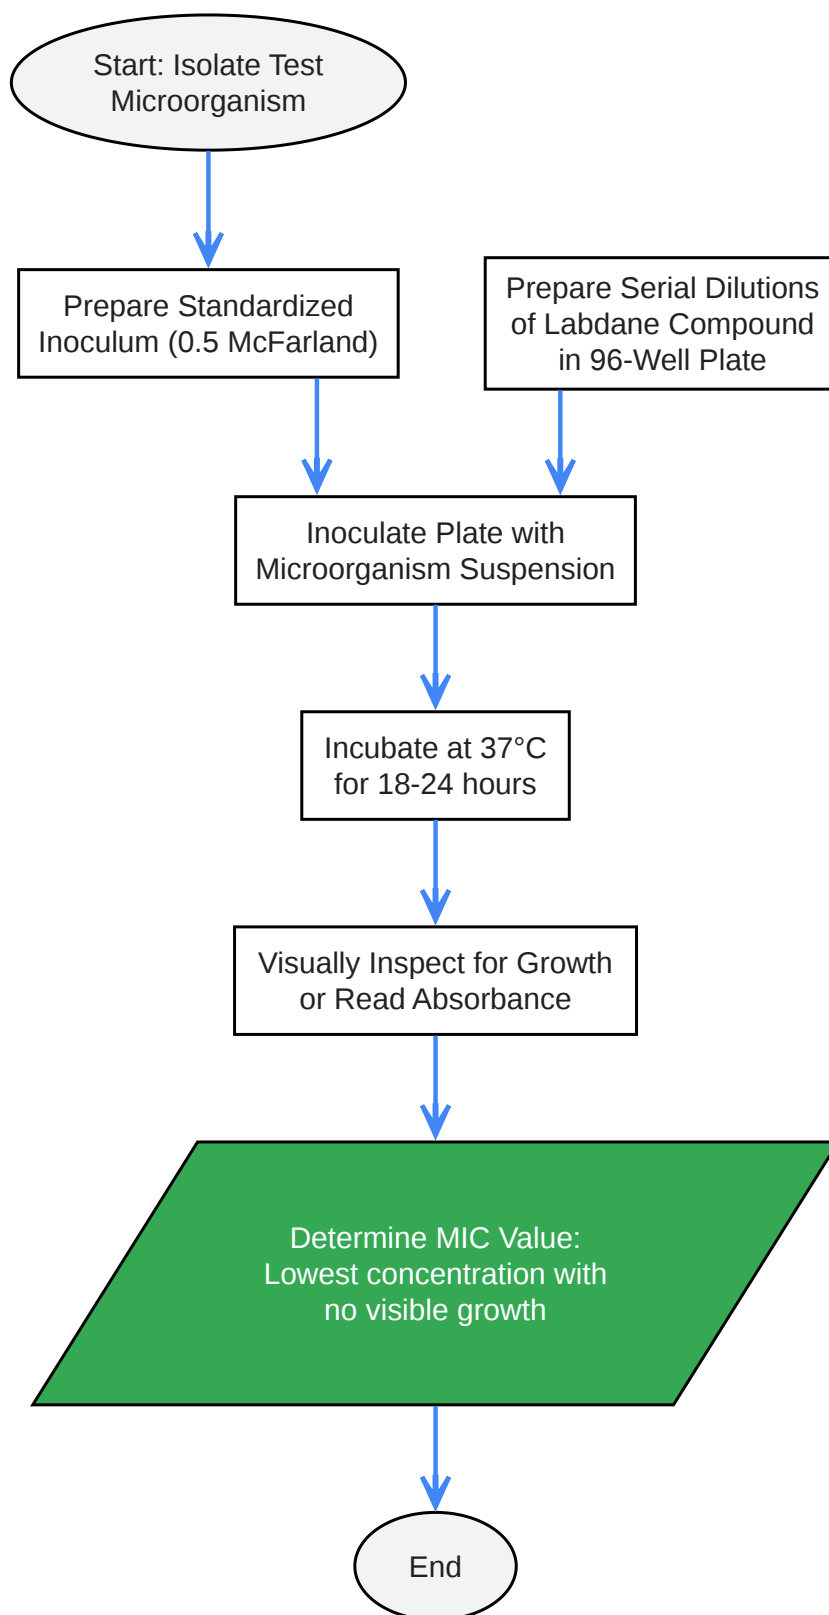 Start: Isolate Test
Microorganism
Prepare Standardized
Inoculum (0.5 McFarland)
Prepare Serial Dilutions
of Labdane Compound
in 96-Well Plate
Inoculate Plate with
Microorganism Suspension
Incubate at 37°C
for 18-24 hours
Visually Inspect for Growth
or Read Absorbance
Determine MIC Value:
Lowest concentration with
no visible growth
End